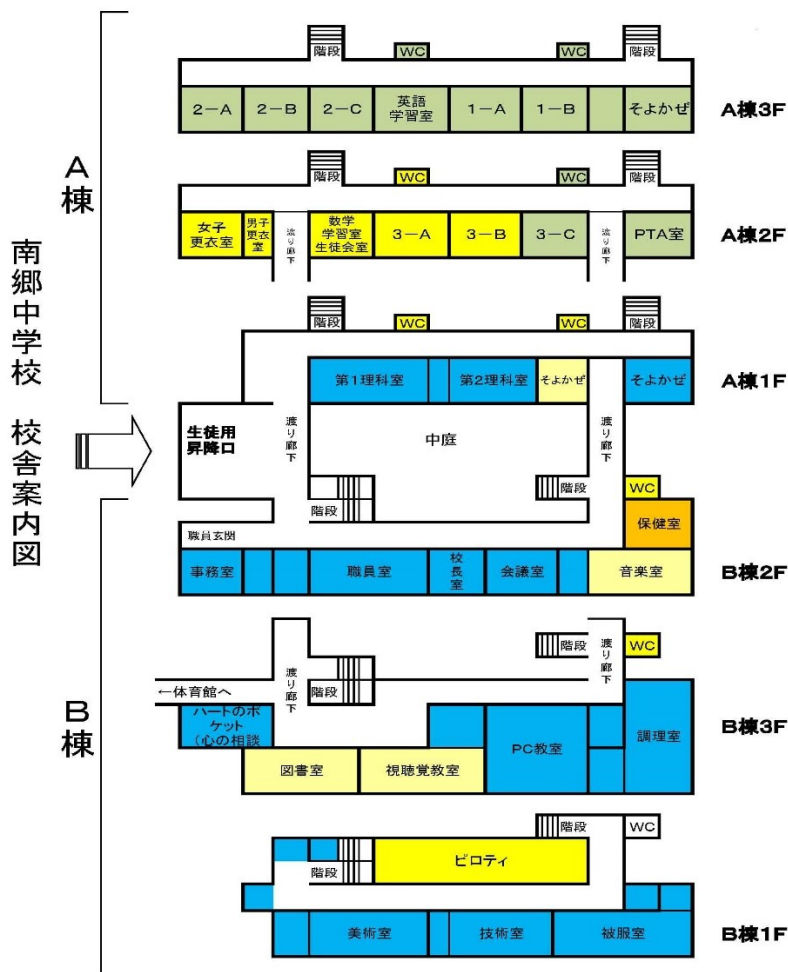 南郷中学校 校舎案内図
A棟
階段
WC
WC
階段
2-A
2-B
2-C
英語
学習室
1-A
1-B
そよかぜ
A棟3F
階段
WC
WC
階段
女子
更衣室
男子
更衣
室
渡り廊下
数学
学習室
生徒会室
3-A
3-B
3-C
渡り廊下
PTA室
A棟2F
階段
WC
WC
階段
第1理科室
第2理科室
そよかぜ
そよかぜ
A棟1F
生徒用
昇降口
渡り廊下
中庭
渡り廊下
B棟
階段
階段
WC
保健室
職員玄関
事務室
職員室
校
長
室
会議室
音楽室
B棟2F
階段
渡り廊下
WC
渡り廊下
階段
←体育館へ
ハートのポ
ケット
(心の相談
PC教室
調理室
B棟3F
図書室
視聴覚教室
階段
WC
階段
ピロティ
美術室
技術室
被服室
B棟1F